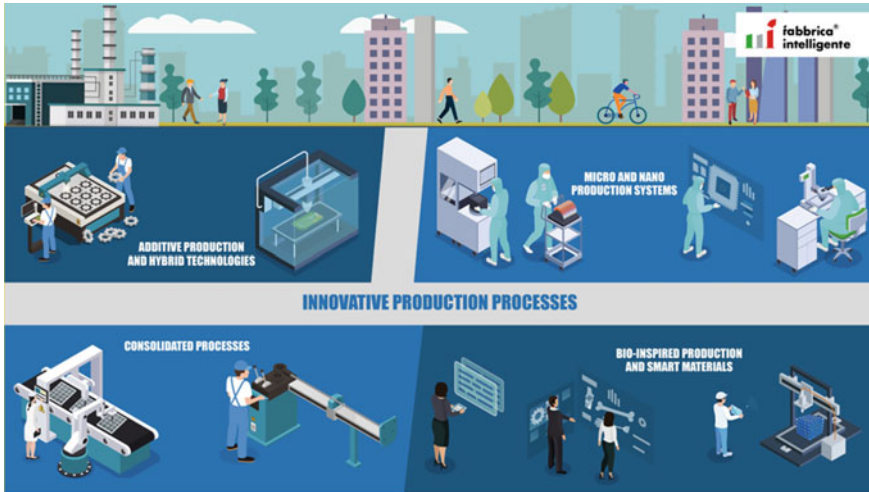 fabbrica®
intelligente
ADDITIVE PRODUCTION
AND HYBRID TECHNOLOGIES
MICRO AND NANO
PRODUCTION SYSTEMS
INNOVATIVE PRODUCTION PROCESSES
CONSOLIDATED PROCESSES
BIO-INSPIRED PRODUCTION
AND SMART MATERIALS